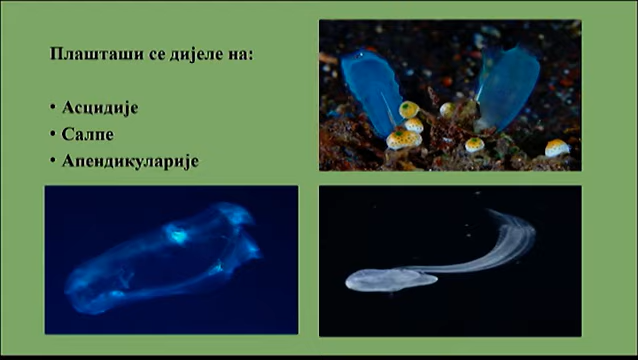 Плашташи се дијеле на:
• Асцидије
• Салпе
• Апендикуларије